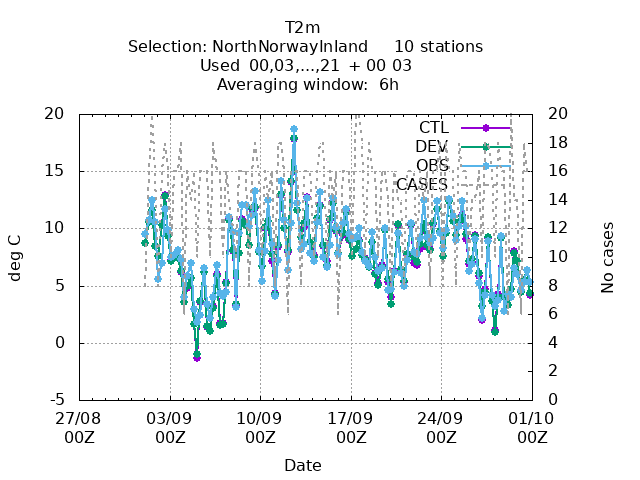 T2m
Selection: NorthNorwayInland 10 stations
Used 00,03,...,21 + 00 03
Averaging window: 6h
20
15
10
5
0
-5
deg C
CTL
DEV
OBS
CASES
20
18
16
14
12
10
8
6
4
2
0
No cases
27/08 03/09 10/09 17/09 24/09 01/10
00Z 00Z 00Z 00Z 00Z 00Z
Date